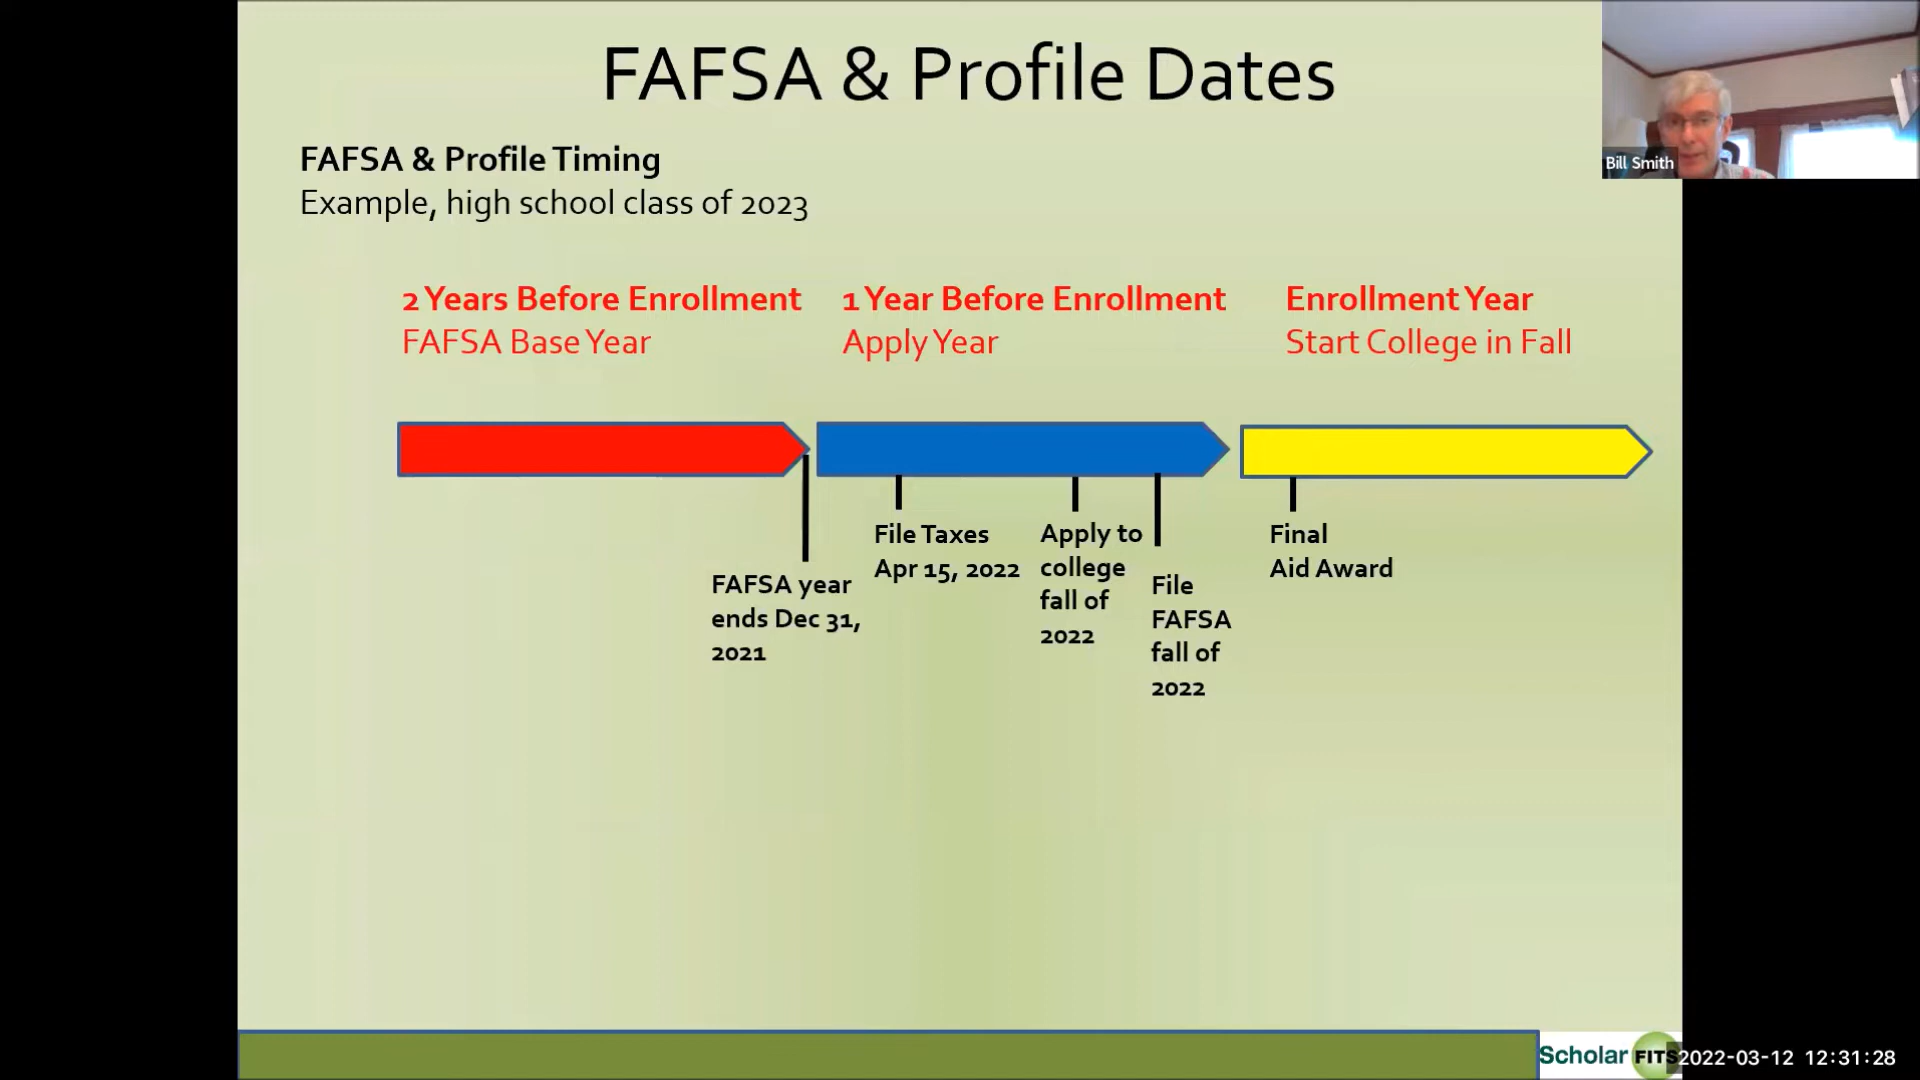 FAFSA & Profile Dates
Bill Smith
FAFSA & Profile Timing
Example, high school class of 2023
2 Years Before Enrollment
FAFSA Base Year
1 Year Before Enrollment
Apply Year
Enrollment Year
Start College in Fall
FAFSA year
ends Dec 31,
2021
File Taxes
Apr 15, 2022
Apply to
college
fall of
2022
File
FAFSA
fall of
2022
Final
Aid Award
Scholar FITS
2022-03-12 12:31:28